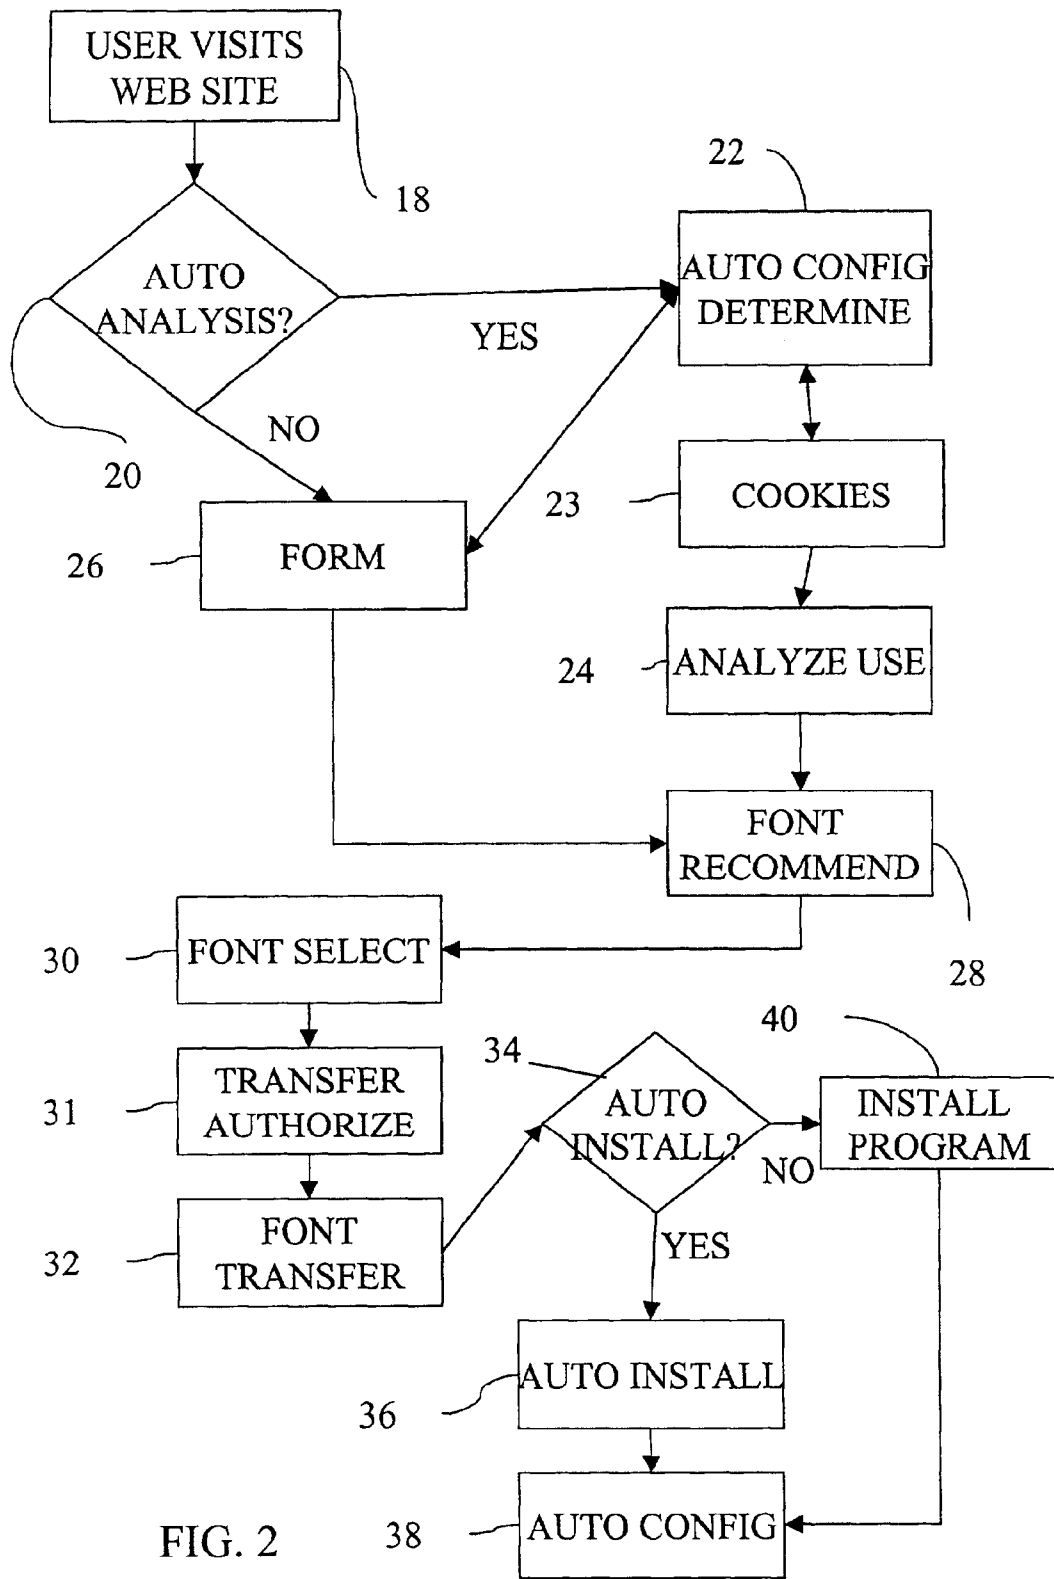 USER VISITS
WEB SITE
18
AUTO
ANALYSIS?
20
YES
NO
22
AUTO CONFIG
DETERMINE
23
COOKIES
26
FORM
24
ANALYZE USE
FONT
RECOMMEND
28
30
FONT SELECT
31
TRANSFER
AUTHORIZE
32
FONT
TRANSFER
34
AUTO
INSTALL?
NO
YES
40
INSTALL
PROGRAM
36
AUTO INSTALL
38
AUTO CONFIG
FIG. 2